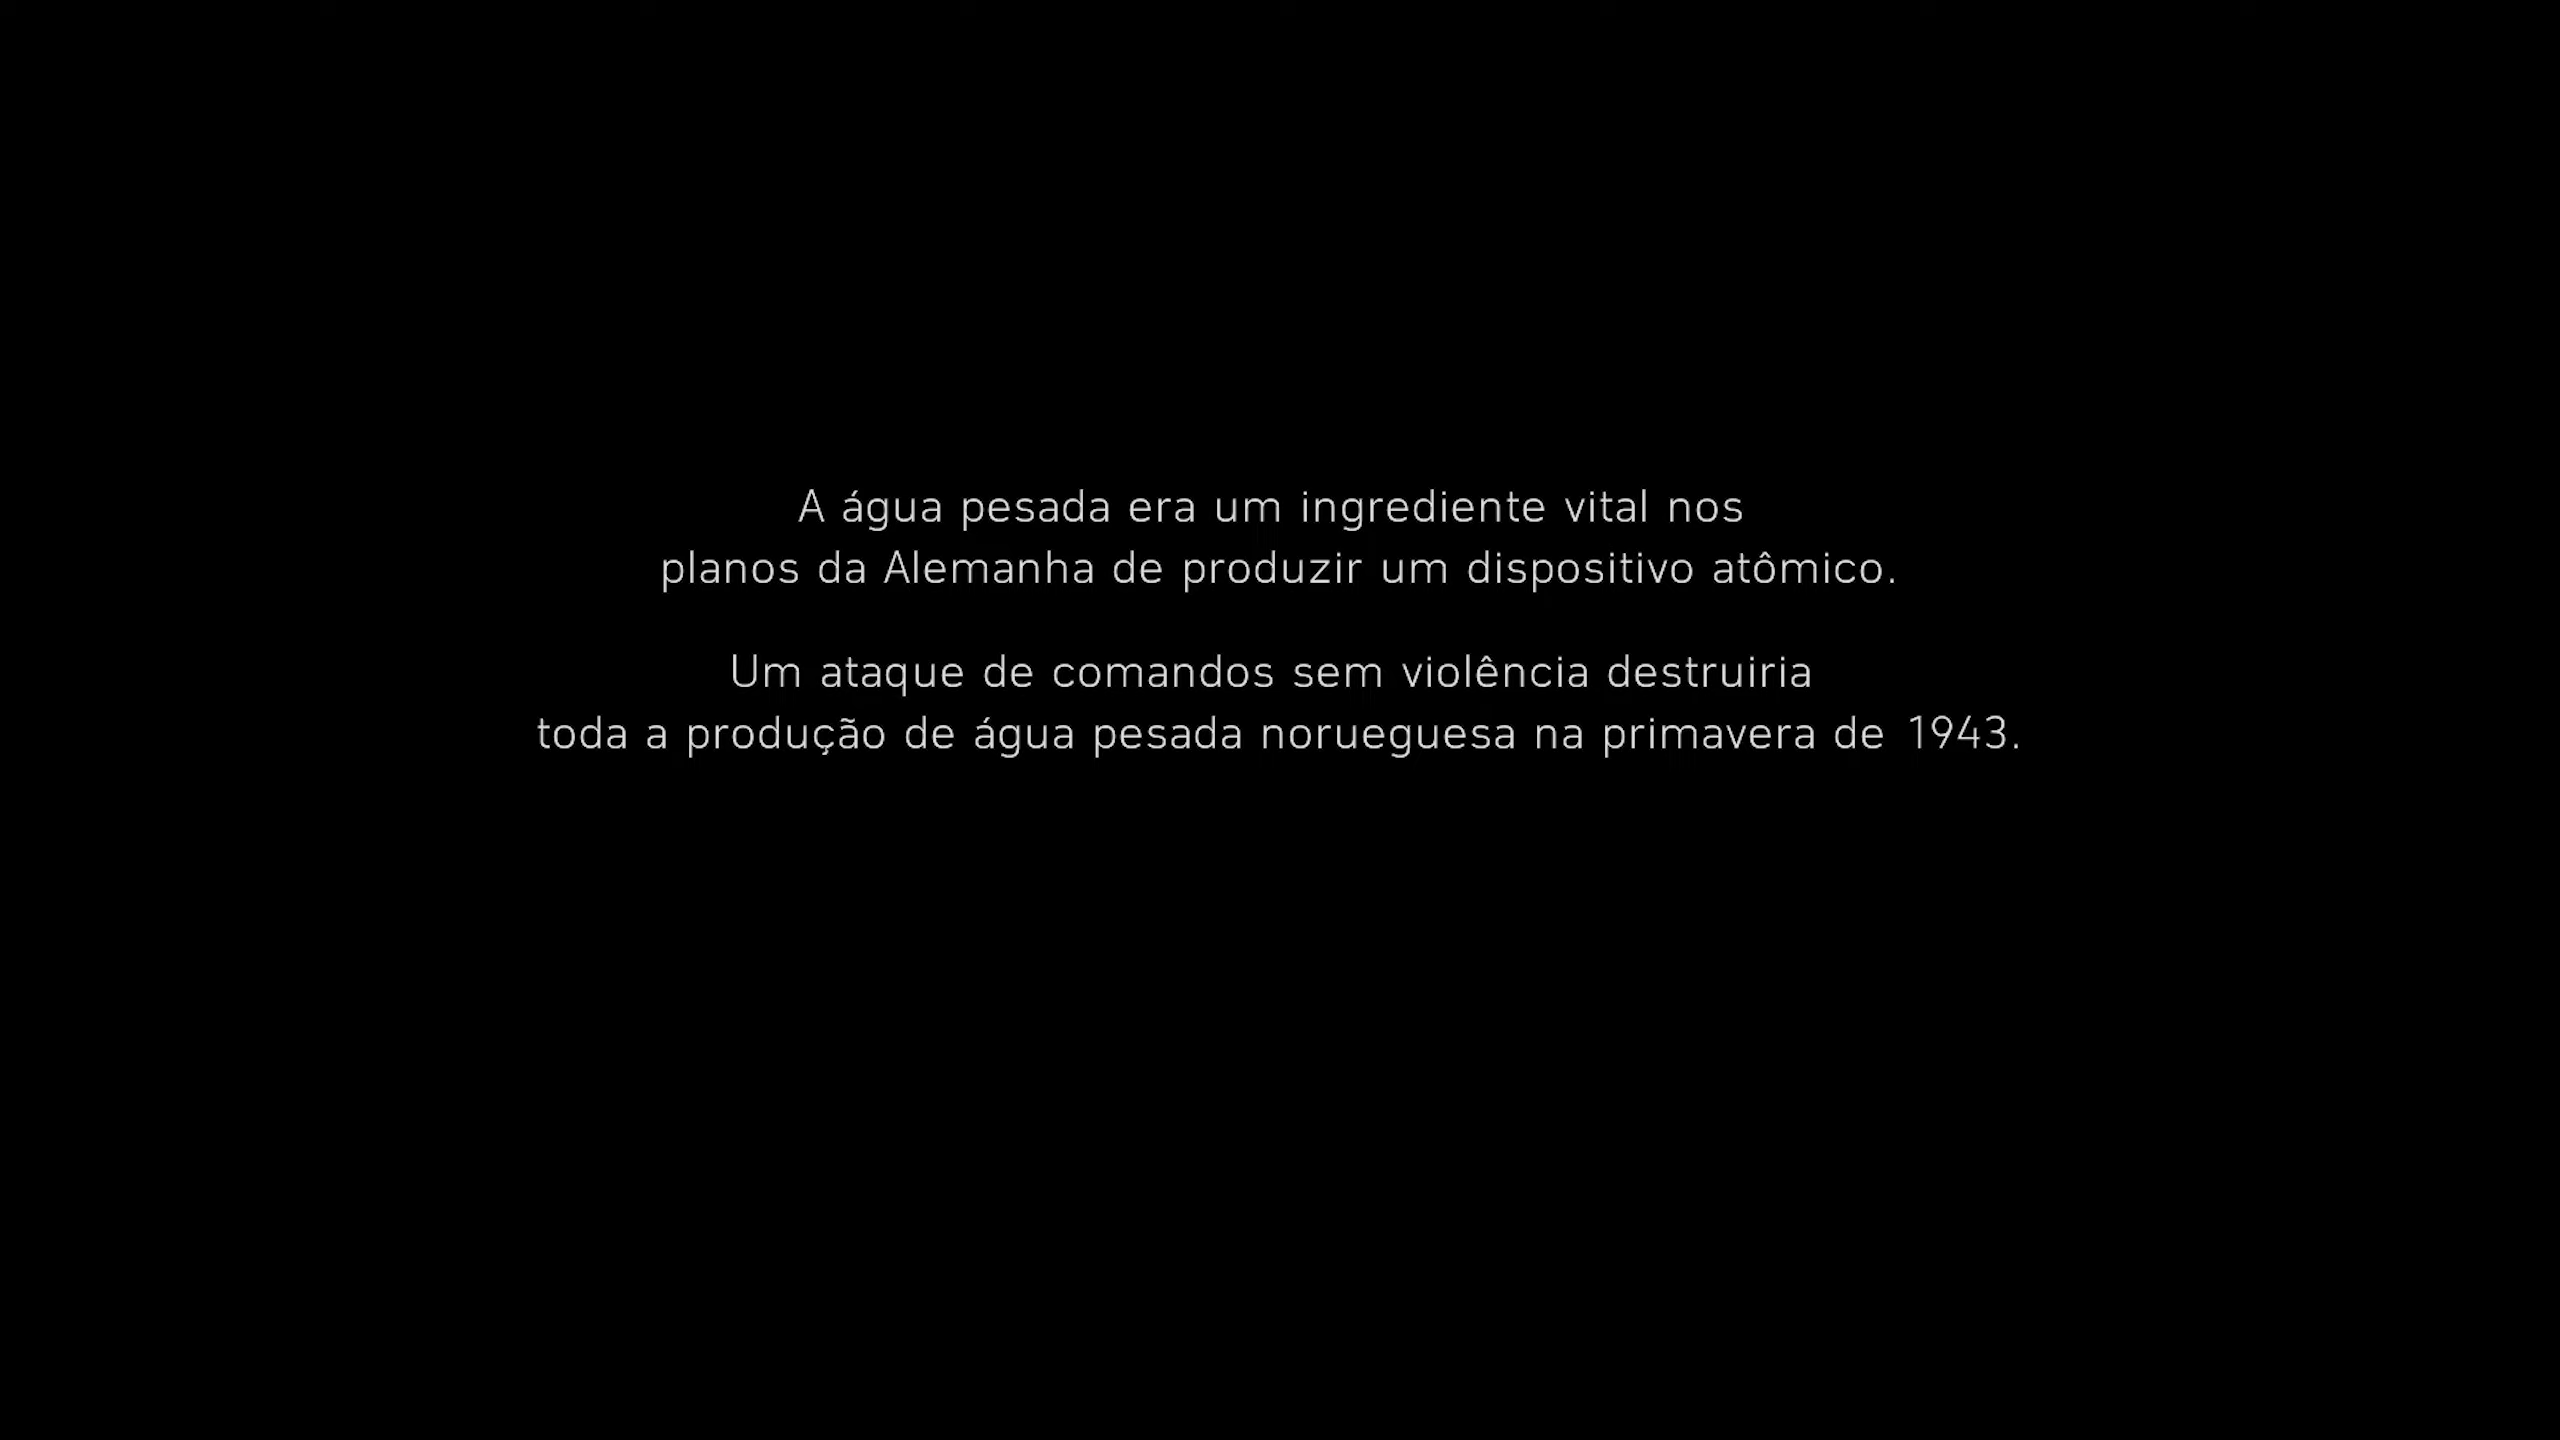 A água pesada era um ingrediente vital nos
planos da Alemanha de produzir um dispositivo atômico.
Um ataque de comandos sem violência destruiria
toda a produção de água pesada norueguesa na primavera de 1943.